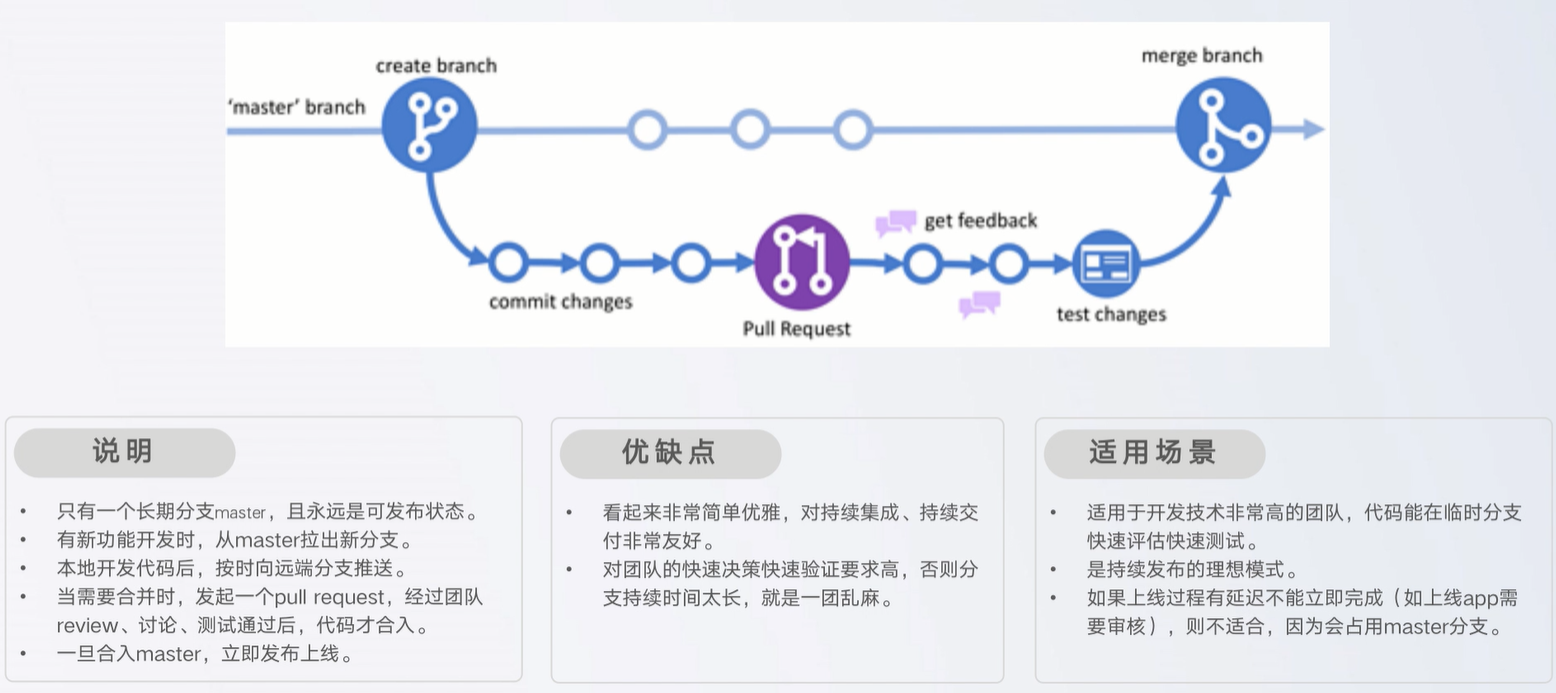 create branch
merge branch
‘master’ branch
get feedback
commit changes
Pull Request
test changes
说明
• 只有一个长期分支master，且永远是可发布状态。
• 有新功能开发时，从master拉出新分支。
• 本地开发代码后，按时向远端分支推送。
• 当需要合并时，发起一个pull request，经过团队
review、讨论、测试通过后，代码才合入。
• 一旦合入master，立即发布上线。
优缺点
• 看起来非常简单优雅，对持续集成、持续交
付非常友好。
• 对团队的快速决策快速验证要求高，否则分
支持续时间太长，就是一团乱麻。
适用场景
• 适用于开发技术非常高的团队，代码能在临时分支
快速评估快速测试。
• 是持续发布的理想模式。
• 如果上线过程有延迟不能立即完成（如上线app需
要审核），则不适合，因为会占用master分支。